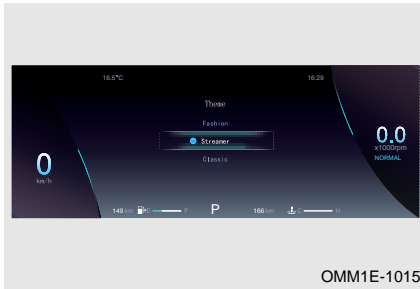 16.5°C 16:29
Theme
Fashion
Streamer
Classic
0
km/h
0.0
x1000rpm
NORMAL
149 km E F P 166 km C H
OMM1E-1015